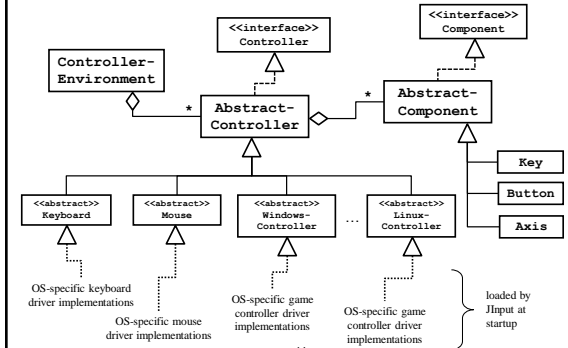 <<interface>>
Controller
<<interface>>
Component
Controller-
Environment
*
Abstract-
Controller
*
Abstract-
Component
Key
Button
Axis
<<abstract>>
Keyboard
<<abstract>>
Mouse
<<abstract>>
Windows-
Controller
...
<<abstract>>
Linux-
Controller
OS-specific keyboard
driver implementations
OS-specific mouse
driver implementations
OS-specific game
controller driver
implementations
OS-specific game
controller driver
implementations
loaded by
JInput at
startup